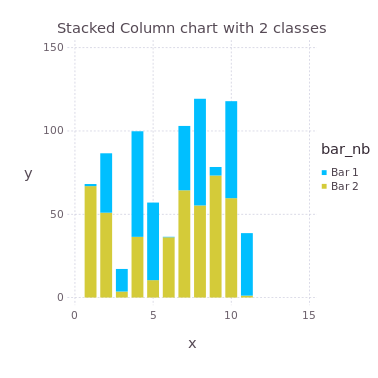 Stacked Column chart with 2 classes
150
100
50
0
y
0 5 10 15
x
bar_nb
Bar 1
Bar 2